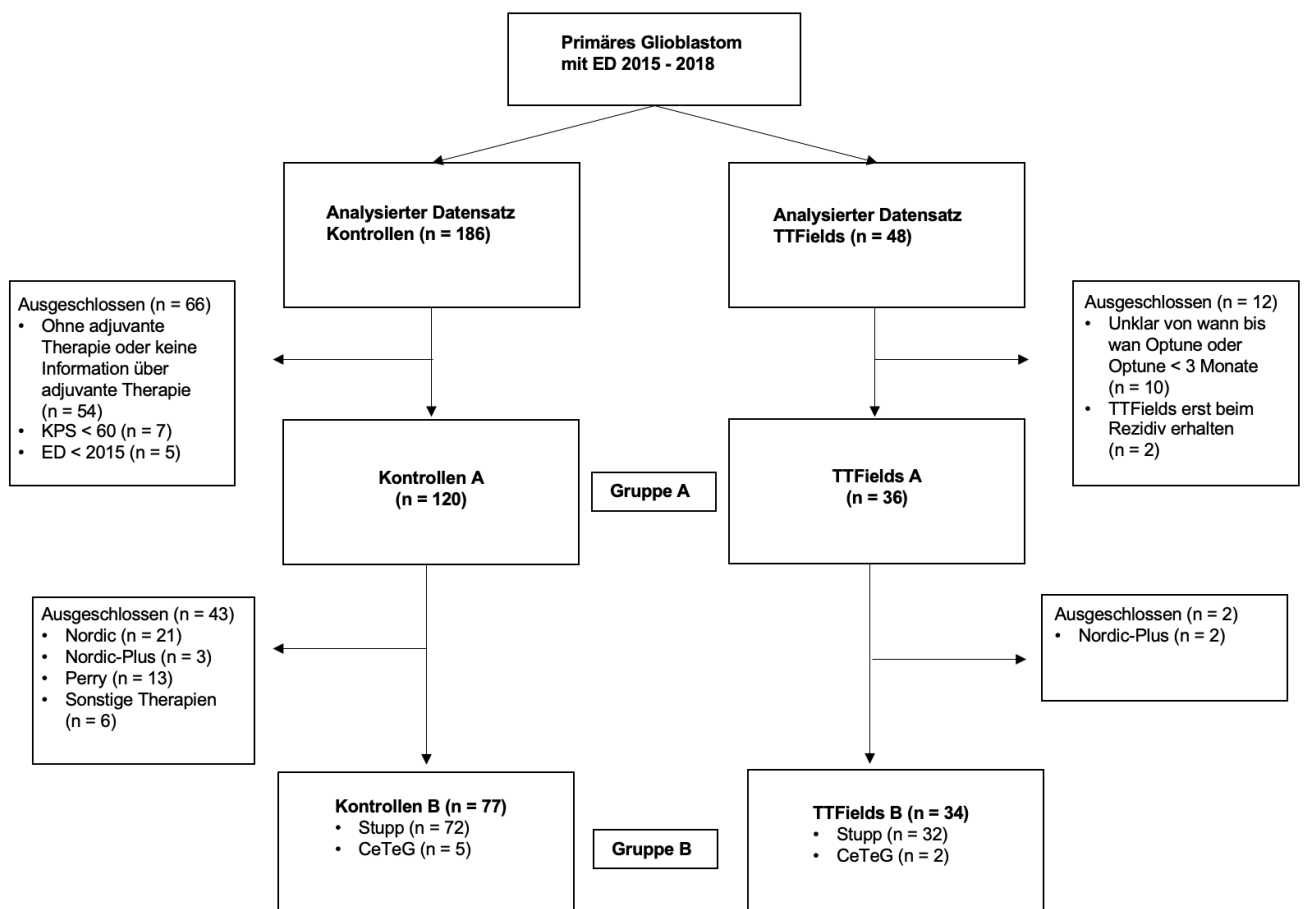 Primäres Glioblastom
mit ED 2015 - 2018
Analysierter Datensatz
Kontrollen (n = 186)
Analysierter Datensatz
TTFields (n = 48)
Ausgeschlossen (n = 66)
• Ohne adjuvante
Therapie oder keine
Information über
adjuvante Therapie
(n = 54)
• KPS < 60 (n = 7)
• ED < 2015 (n = 5)
Ausgeschlossen (n = 12)
• Unklar von wann bis
wan Optune oder
Optune < 3 Monate
(n = 10)
• TTFields erst beim
Rezidiv erhalten
(n = 2)
Kontrollen A
(n = 120)
Gruppe A
TTFields A
(n = 36)
Ausgeschlossen (n = 43)
• Nordic (n = 21)
• Nordic-Plus (n = 3)
• Perry (n = 13)
• Sonstige Therapien
(n = 6)
Ausgeschlossen (n = 2)
• Nordic-Plus (n = 2)
Kontrollen B (n = 77)
• Stupp (n = 72)
• CeTeG (n = 5)
Gruppe B
TTFields B (n = 34)
• Stupp (n = 32)
• CeTeG (n = 2)